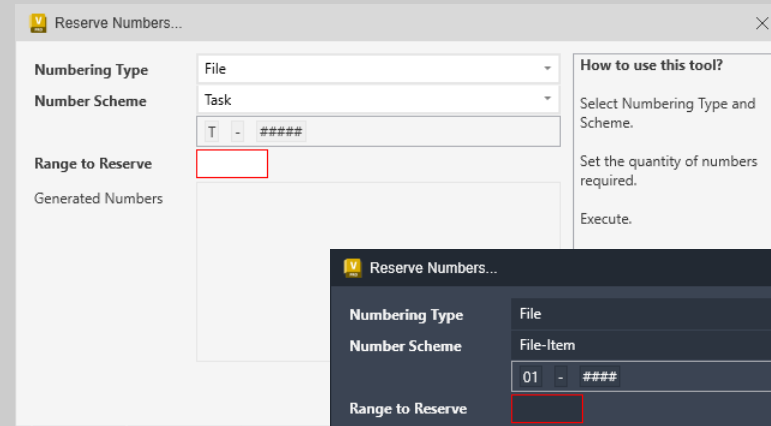 Reserve Numbers...
Numbering Type File
Number Scheme Task
T - #####
Range to Reserve
Generated Numbers
How to use this tool?
Select Numbering Type and
Scheme.
Set the quantity of numbers
required.
Execute.
Reserve Numbers...
Numbering Type File
Number Scheme File-Item
01 - ####
Range to Reserve